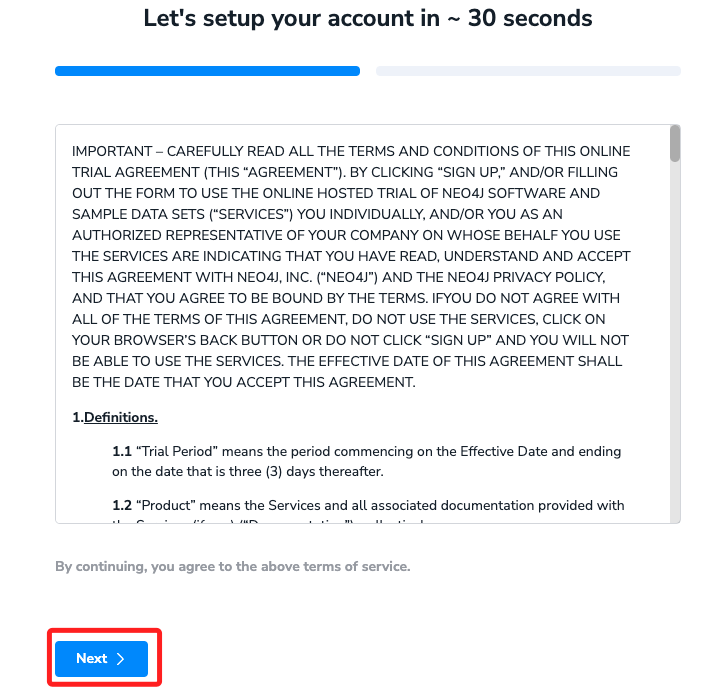 Let's setup your account in ~ 30 seconds
IMPORTANT – CAREFULLY READ ALL THE TERMS AND CONDITIONS OF THIS ONLINE
TRIAL AGREEMENT (THIS “AGREEMENT”). BY CLICKING “SIGN UP,” AND/OR FILLING
OUT THE FORM TO USE THE ONLINE HOSTED TRIAL OF NEO4J SOFTWARE AND
SAMPLE DATA SETS (“SERVICES”) YOU INDIVIDUALLY, AND/OR YOU AS AN
AUTHORIZED REPRESENTATIVE OF YOUR COMPANY ON WHOSE BEHALF YOU USE
THE SERVICES ARE INDICATING THAT YOU HAVE READ, UNDERSTAND AND ACCEPT
THIS AGREEMENT WITH NEO4J, INC. (“NEO4J”) AND THE NEO4J PRIVACY POLICY,
AND THAT YOU AGREE TO BE BOUND BY THE TERMS. IFYOU DO NOT AGREE WITH
ALL OF THE TERMS OF THIS AGREEMENT, DO NOT USE THE SERVICES, CLICK ON
YOUR BROWSER’S BACK BUTTON OR DO NOT CLICK “SIGN UP” AND YOU WILL NOT
BE ABLE TO USE THE SERVICES. THE EFFECTIVE DATE OF THIS AGREEMENT SHALL
BE THE DATE THAT YOU ACCEPT THIS AGREEMENT.
1.Definitions.
1.1 “Trial Period” means the period commencing on the Effective Date and ending
on the date that is three (3) days thereafter.
1.2 “Product” means the Services and all associated documentation provided with
By continuing, you agree to the above terms of service.
Next